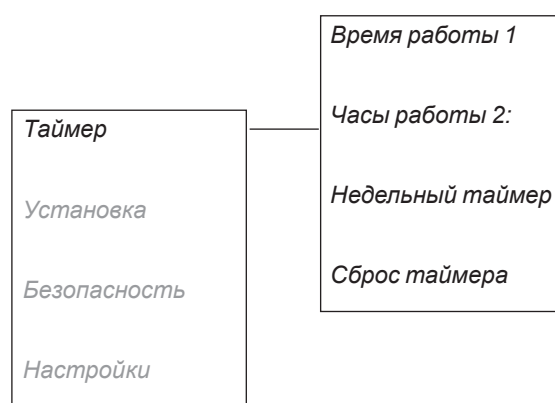 Время работы 1
Часы работы 2:
Таймер
Недельный таймер
Установка
Сброс таймера
Безопасность
Настройки